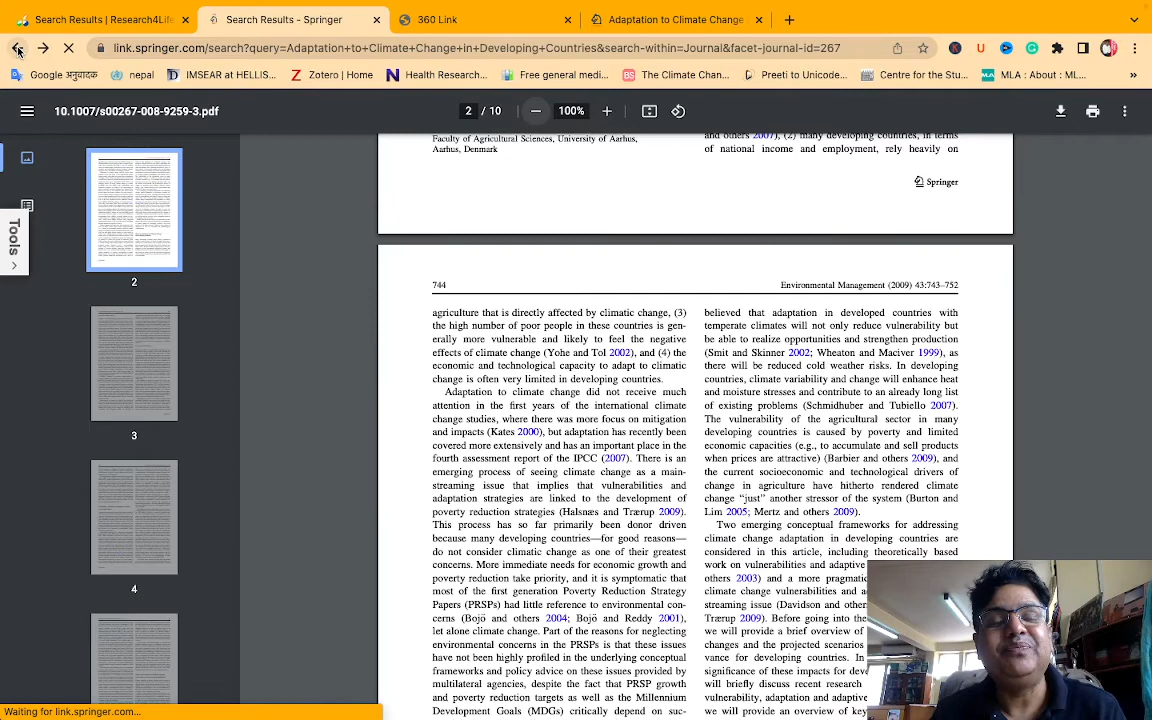 Search Results | Research4Life
Search Results - Springer
360 Link
Adaptation to Climate Change
link.springer.com/search?query=Adaptation+to+Climate+Change+in+Developing+Countries&search-within=Journal&facet-journal-id=267
Google अनुवादक
nepal
IMSEAR at HELLIS...
Zotero | Home
Health Research...
Free general medi...
The Climate Chan...
Preeti to Unicode...
Centre for the Stu...
MLA : About : ML...
10.1007/s00267-008-9259-3.pdf
2 / 10
100%
Tools
2
3
4
Faculty of Agricultural Sciences, University of Aarhus,
Aarhus, Denmark
and others 2007), (2) many developing countries, in terms
of national income and employment, rely heavily on
Springer
744
Environmental Management (2009) 43:743–752
agriculture that is directly affected by climatic change, (3)
the high number of poor people in these countries is gen-
erally more vulnerable and likely to feel the negative
effects of climate change (Yohe and Tol 2002), and (4) the
economic and technological capacity to adapt to climatic
change is often very limited in developing countries.
Adaptation to climate change did not receive much
attention in the first years of the international climate
change studies, where there was more focus on mitigation
and impacts (Kates 2000), but adaptation has recently been
covered more extensively and has an important place in the
fourth assessment report of the IPCC (2007). There is an
emerging process of seeing climate change as a main-
streaming issue that implies that vulnerabilities and
adaptation strategies are linked to the development of
poverty reduction strategies (Halsnæs and Trærup 2009).
This process has so far primarily been donor driven
because many developing countries—for good reasons—
do not consider climatic change as one of their greatest
concerns. More immediate needs for economic growth and
poverty reduction take priority, and it is symptomatic that
most of the original Poverty Reduction Strategy
Papers (PRSPs) had little reference to environmental con-
cerns (Bojö and others 2004; Bojö and Reddy 2001),
let alone climate change. Part of the reasons for neglecting
environmental concerns in the PRSPs is that these issues
have not been highly profiled in the underlying conceptual
frameworks and policy advice on these issues provided by
multilateral agencies, despite the fact that PRSP growth
and poverty reduction targets as well as the Millennium
Development Goals (MDGs) critically depend on suc-
believed that adaptation in developed countries with
temperate climates will not only reduce vulnerability but
be able to realize opportunities and strengthen production
(Smit and Skinner 2002; Wheaton and Maciver 1999), as
there will be reduced cold weather risks. In developing
countries, climate variability and change will enhance heat
and moisture stresses and contribute to an already long list
of existing problems (Schmidhuber and Tubiello 2007).
The vulnerability of the agricultural sector in many
developing countries is caused by poverty and limited
economic capacities (e.g., to accumulate and sell products
when prices are attractive) (Barbier and others 2009), and
the current socioeconomic and technological drivers of
change in agriculture have hitherto rendered climate
change “just” another stressor of the system (Burton and
Lim 2005; Mertz and others 2009).
Two emerging conceptual frameworks for addressing
climate change adaptation in developing countries are
considered in this article, including theoretically based
work on vulnerabilities and adaptive
others 2003) and a more pragmati
climate change vulnerabilities and a
streaming issue (Davidson and other
Trærup 2009). Before going into the
we will provide a brief overview of
changes and the projected scenarios
vance for developing countries. In
significance of these impacts for deve
will briefly discuss recent research
vulnerability, adaptation and adaptive
we will provide an overview of key
Waiting for link.springer.com...